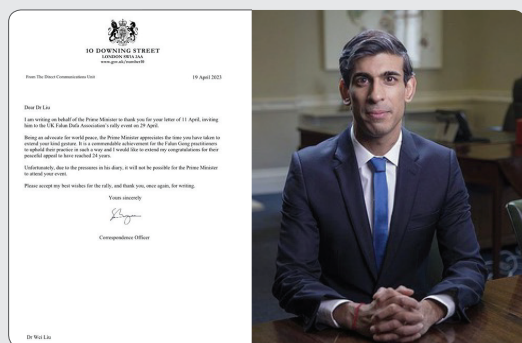 10 DOWNING STREET
LONDON SW1A 2AA
www.gov.uk/number10
From The Direct Communications Unit
19 April 2023
Dear Dr Liu
I am writing on behalf of the Prime Minister to thank you for your letter of 11 April, inviting
him to the UK Falun Dafa Association's rally event on 29 April.
Being an advocate for world peace, the Prime Minister appreciates the time you have taken to
extend your kind gesture. It is a commendable achievement for the Falun Gong practitioners
to uphold their practice in such a way and I would like to extend my congratulations for their
peaceful appeal to have reached 24 years.
Unfortunately, due to the pressures in his diary, it will not be possible for the Prime Minister
to attend your event.
Please accept my best wishes for the rally, and thank you, once again, for writing.
Yours sincerely
Correspondence Officer
Dr Wei Liu